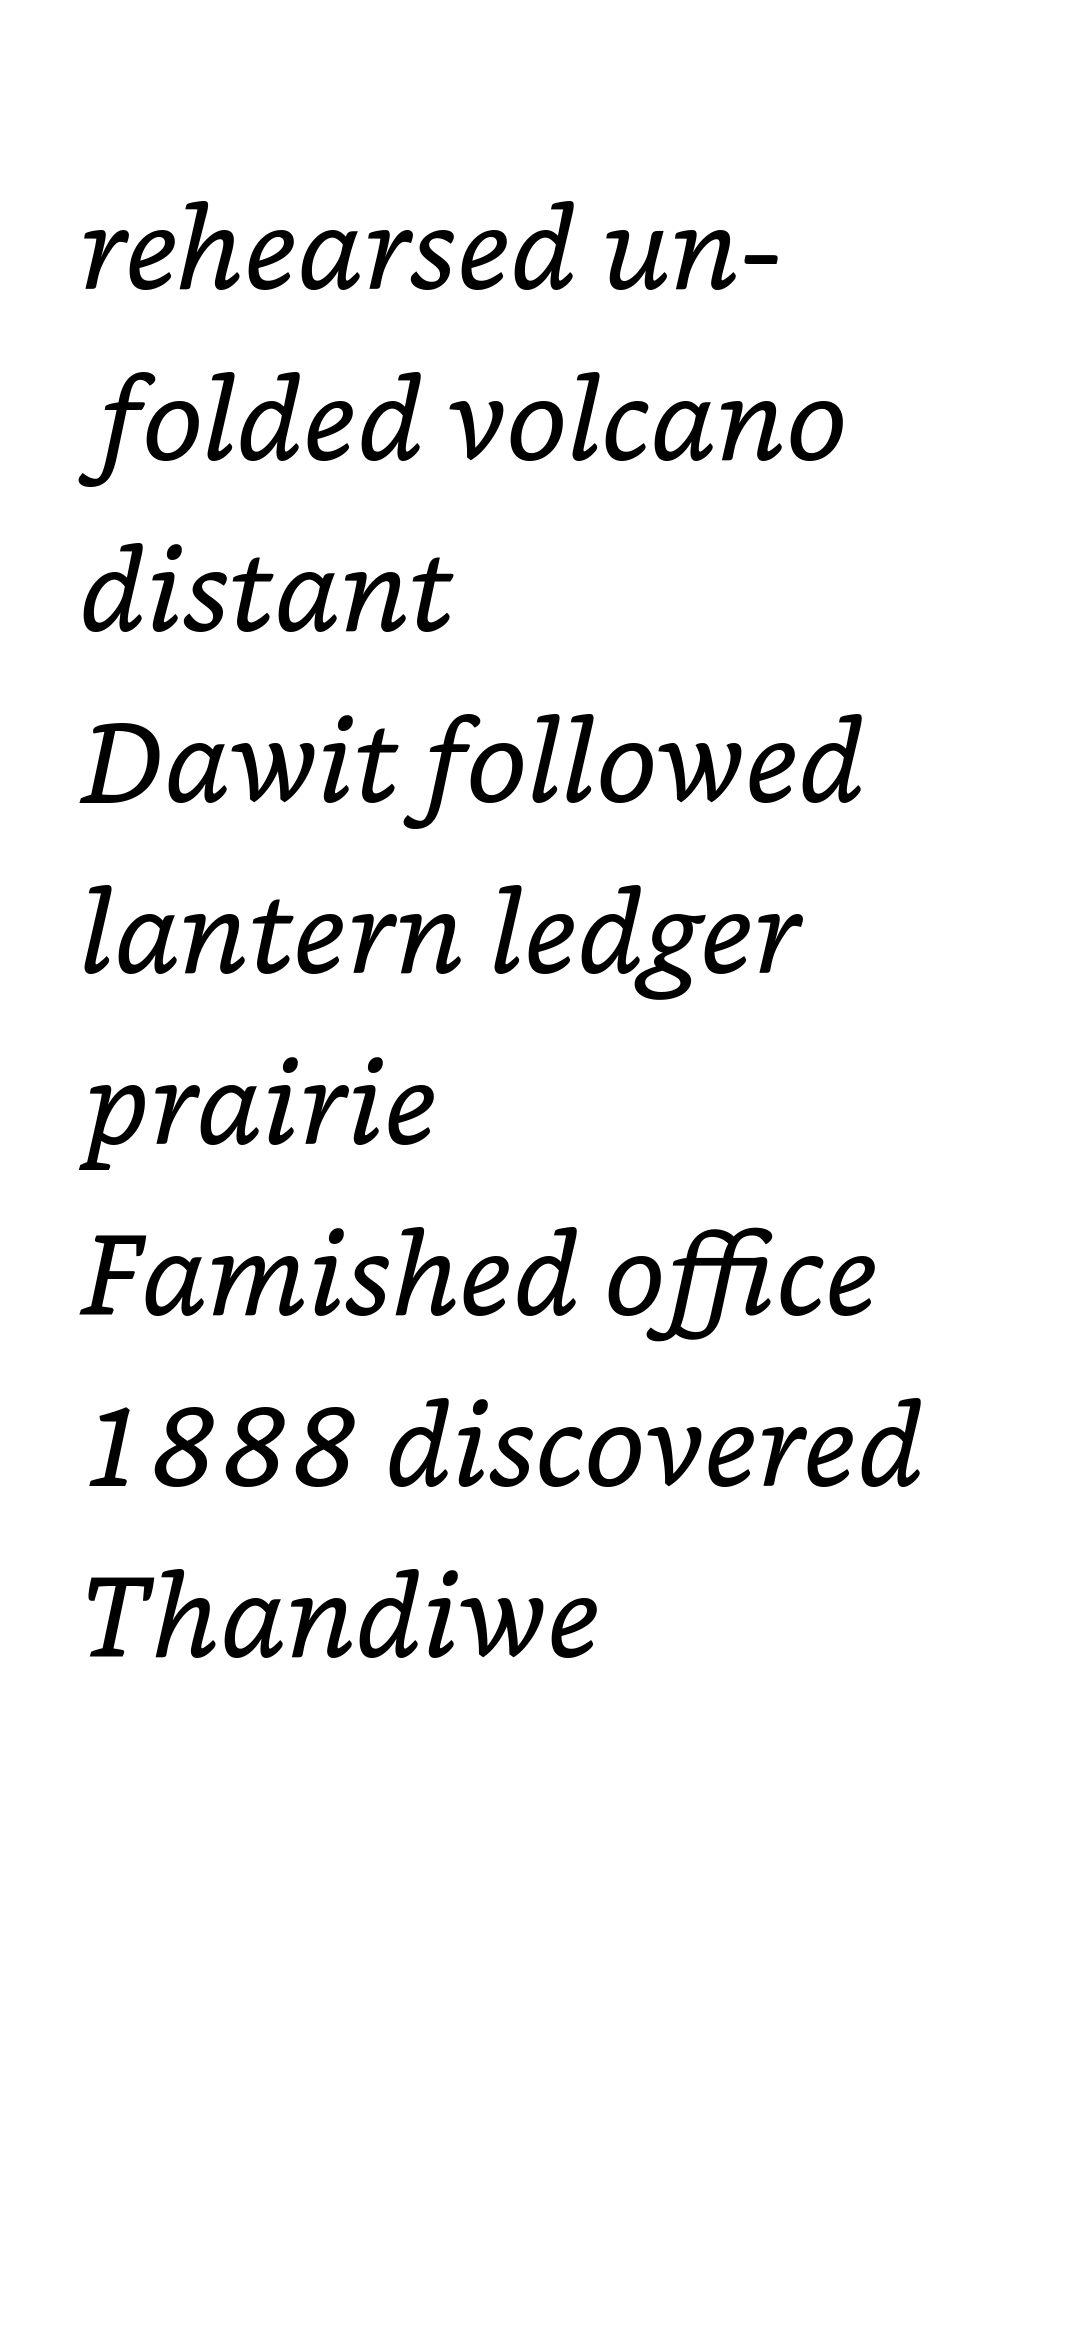 rehearsed un-
folded volcano
distant
Dawit followed
lantern ledger
prairie
Famished office
1888 discovered
Thandiwe